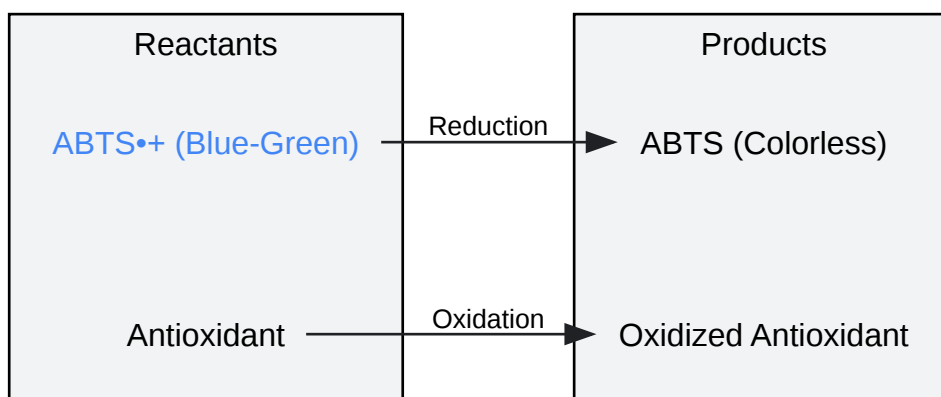 Reactants
Products
ABTS•+ (Blue-Green)
Reduction
ABTS (Colorless)
Antioxidant
Oxidation
Oxidized Antioxidant